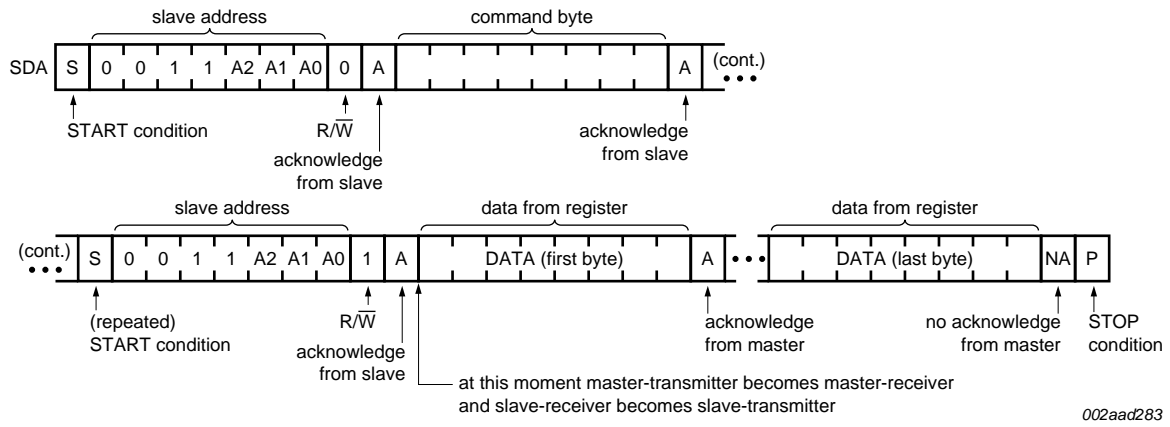 slave address command byte
SDA S 0 0 1 1 A2 A1 A0 0 A A (cont.)
START condition R/W̅ acknowledge from slave acknowledge from slave
slave address data from register data from register
(cont.) S 0 0 1 1 A2 A1 A0 1 A DATA (first byte) A DATA (last byte) NA P
(repeated) START condition R/W̅ acknowledge from slave acknowledge from master no acknowledge from master STOP condition
at this moment master-transmitter becomes master-receiver
and slave-receiver becomes slave-transmitter
002aad283